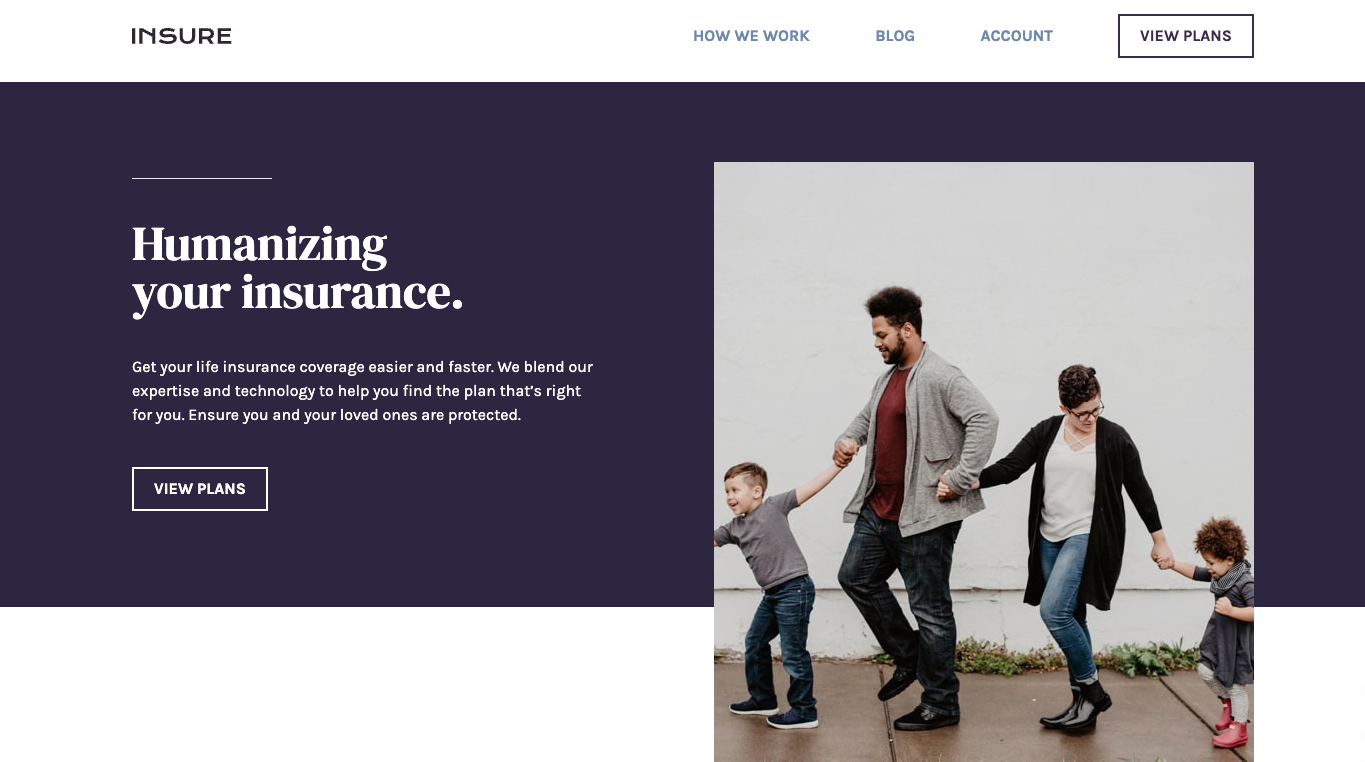 INSURE
HOW WE WORK
BLOG
ACCOUNT
VIEW PLANS
Humanizing
your insurance.
Get your life insurance coverage easier and faster. We blend our
expertise and technology to help you find the plan that’s right
for you. Ensure you and your loved ones are protected.
VIEW PLANS